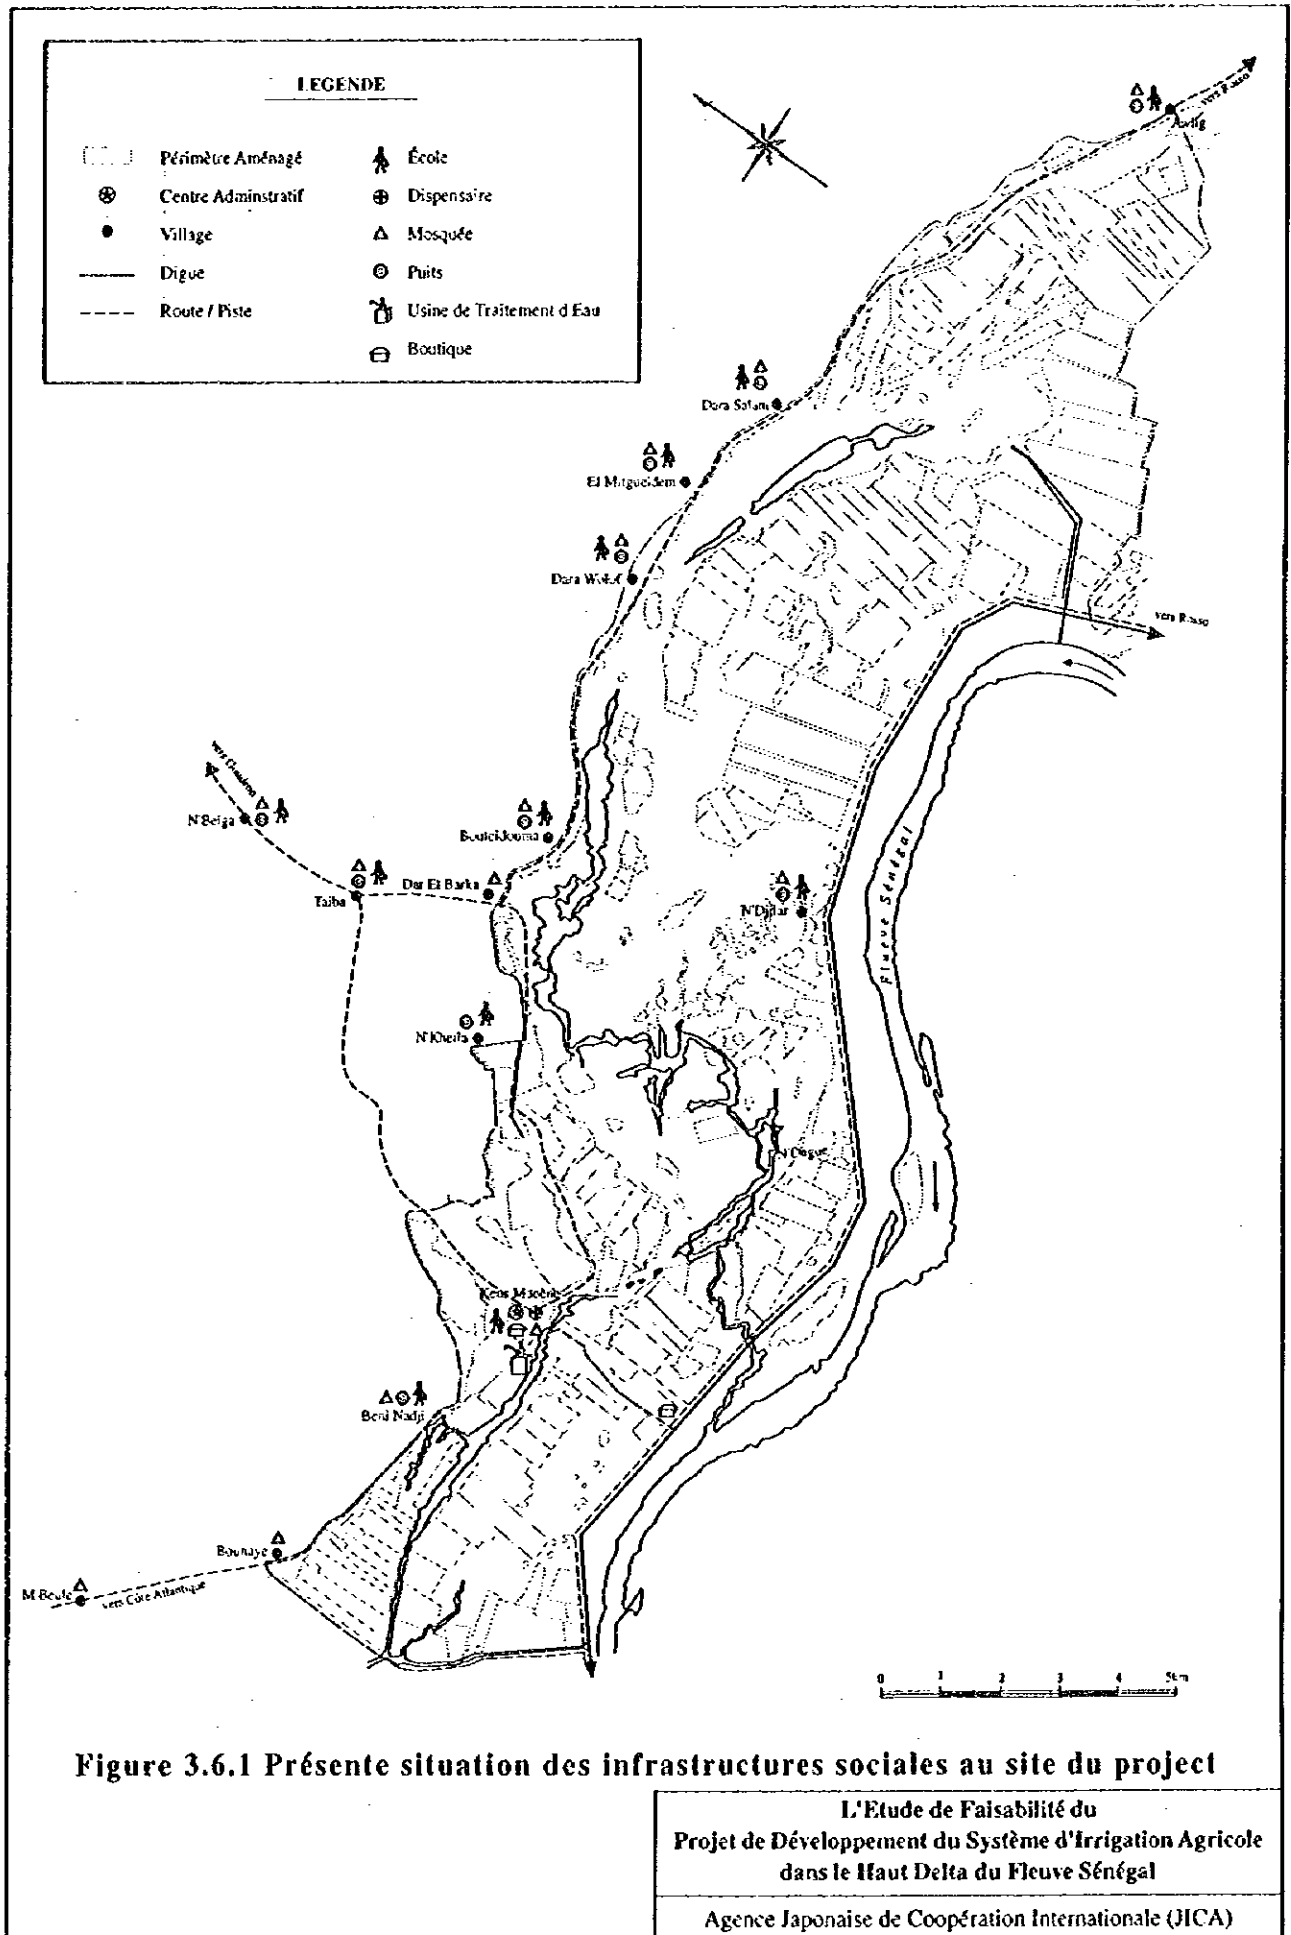 LEGENDE
Périmètre Aménagé
Centre Adminstratif
Village
Digue
Route / Piste
École
Dispensaire
Mosquée
Puits
Usine de Traitement d'Eau
Boutique
vers Rosso
Awlig
Dara Salam
El Mitgueidem
Dara Wolof
vers Rosso
N'Beiga
Bouteidouma
Taiba
Dar El Barka
N'Diar
Flueve Sénégal
N'Kheila
Keur Macène
Beni Nadji
Bounaye
M'Beule
vers Côte Atlantique
0 1 2 3 4 5km
Figure 3.6.1 Présente situation des infrastructures sociales au site du project
L'Etude de Faisabilité du
Projet de Développement du Système d'Irrigation Agricole
dans le Haut Delta du Fleuve Sénégal
Agence Japonaise de Coopération Internationale (JICA)